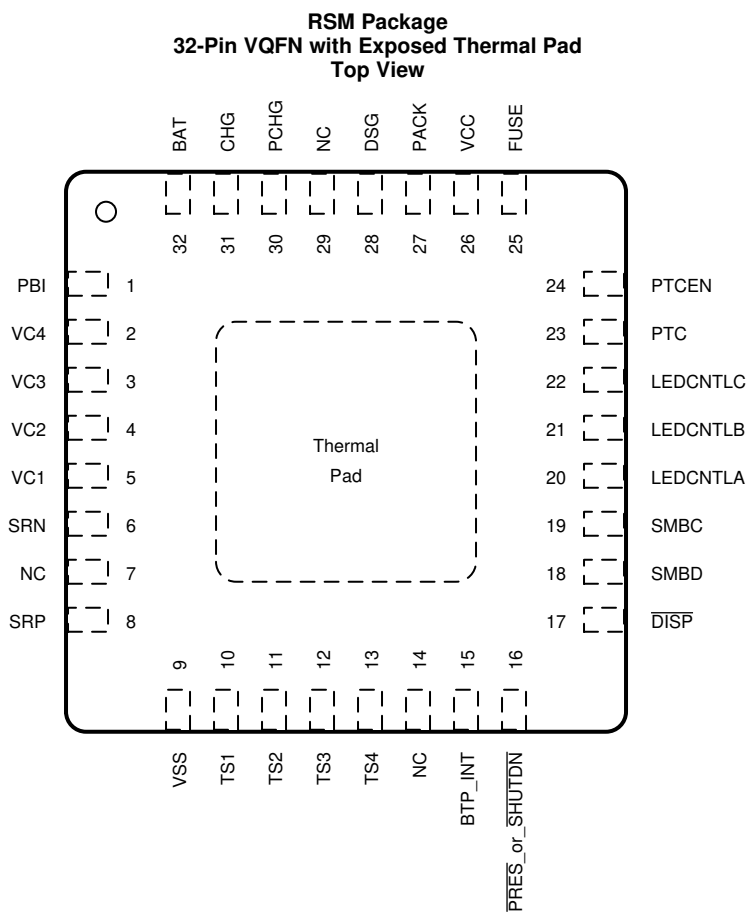 RSM Package
32-Pin VQFN with Exposed Thermal Pad
Top View
BAT CHG PCHG NC DSG PACK VCC FUSE
32 31 30 29 28 27 26 25
PBI 1 24 PTCEN
VC4 2 23 PTC
VC3 3 22 LEDCNTLC
VC2 4 21 LEDCNTLB
VC1 5 20 LEDCNTLA
SRN 6 19 SMBC
NC 7 18 SMBD
SRP 8 17 DISP
Thermal
Pad
9 10 11 12 13 14 15 16
VSS TS1 TS2 TS3 TS4 NC BTP_INT PRES_or_SHUTDN